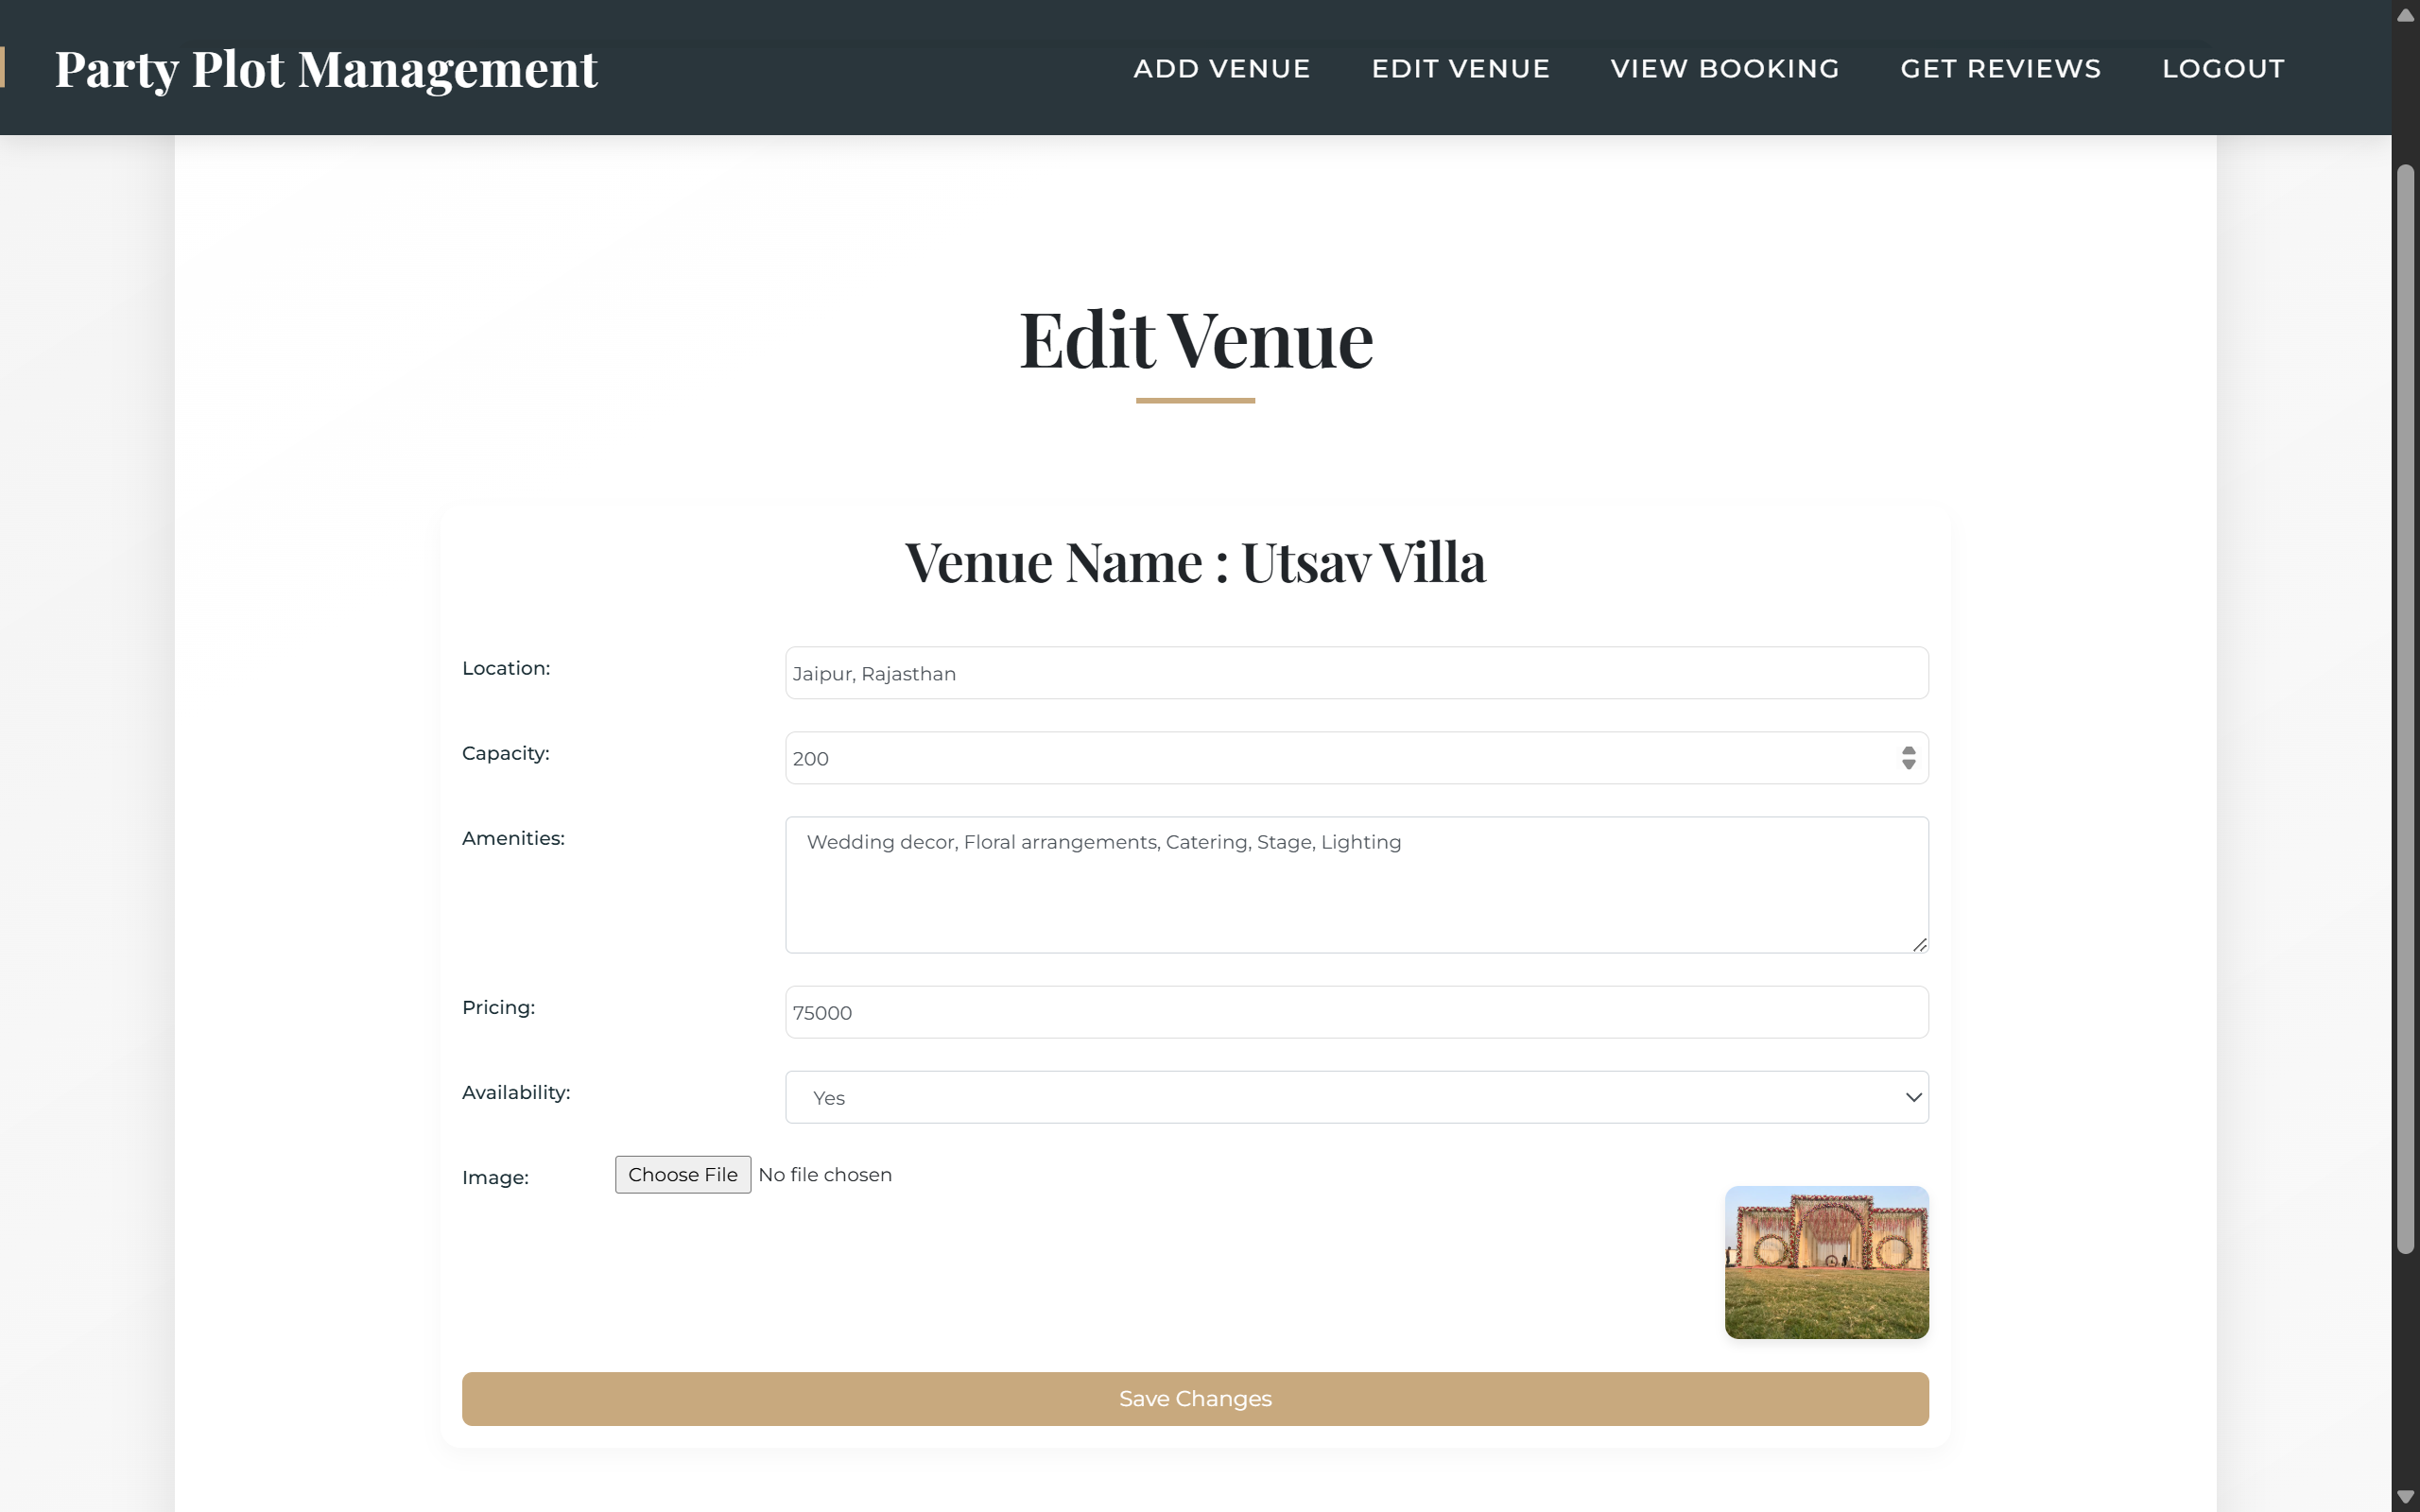 Party Plot Management
ADD VENUE EDIT VENUE VIEW BOOKING GET REVIEWS LOGOUT
Edit Venue
Venue Name : Utsav Villa
Location: Jaipur, Rajasthan
Capacity: 200
Amenities: Wedding decor, Floral arrangements, Catering, Stage, Lighting
Pricing: 75000
Availability: Yes
Image: Choose File No file chosen
Save Changes